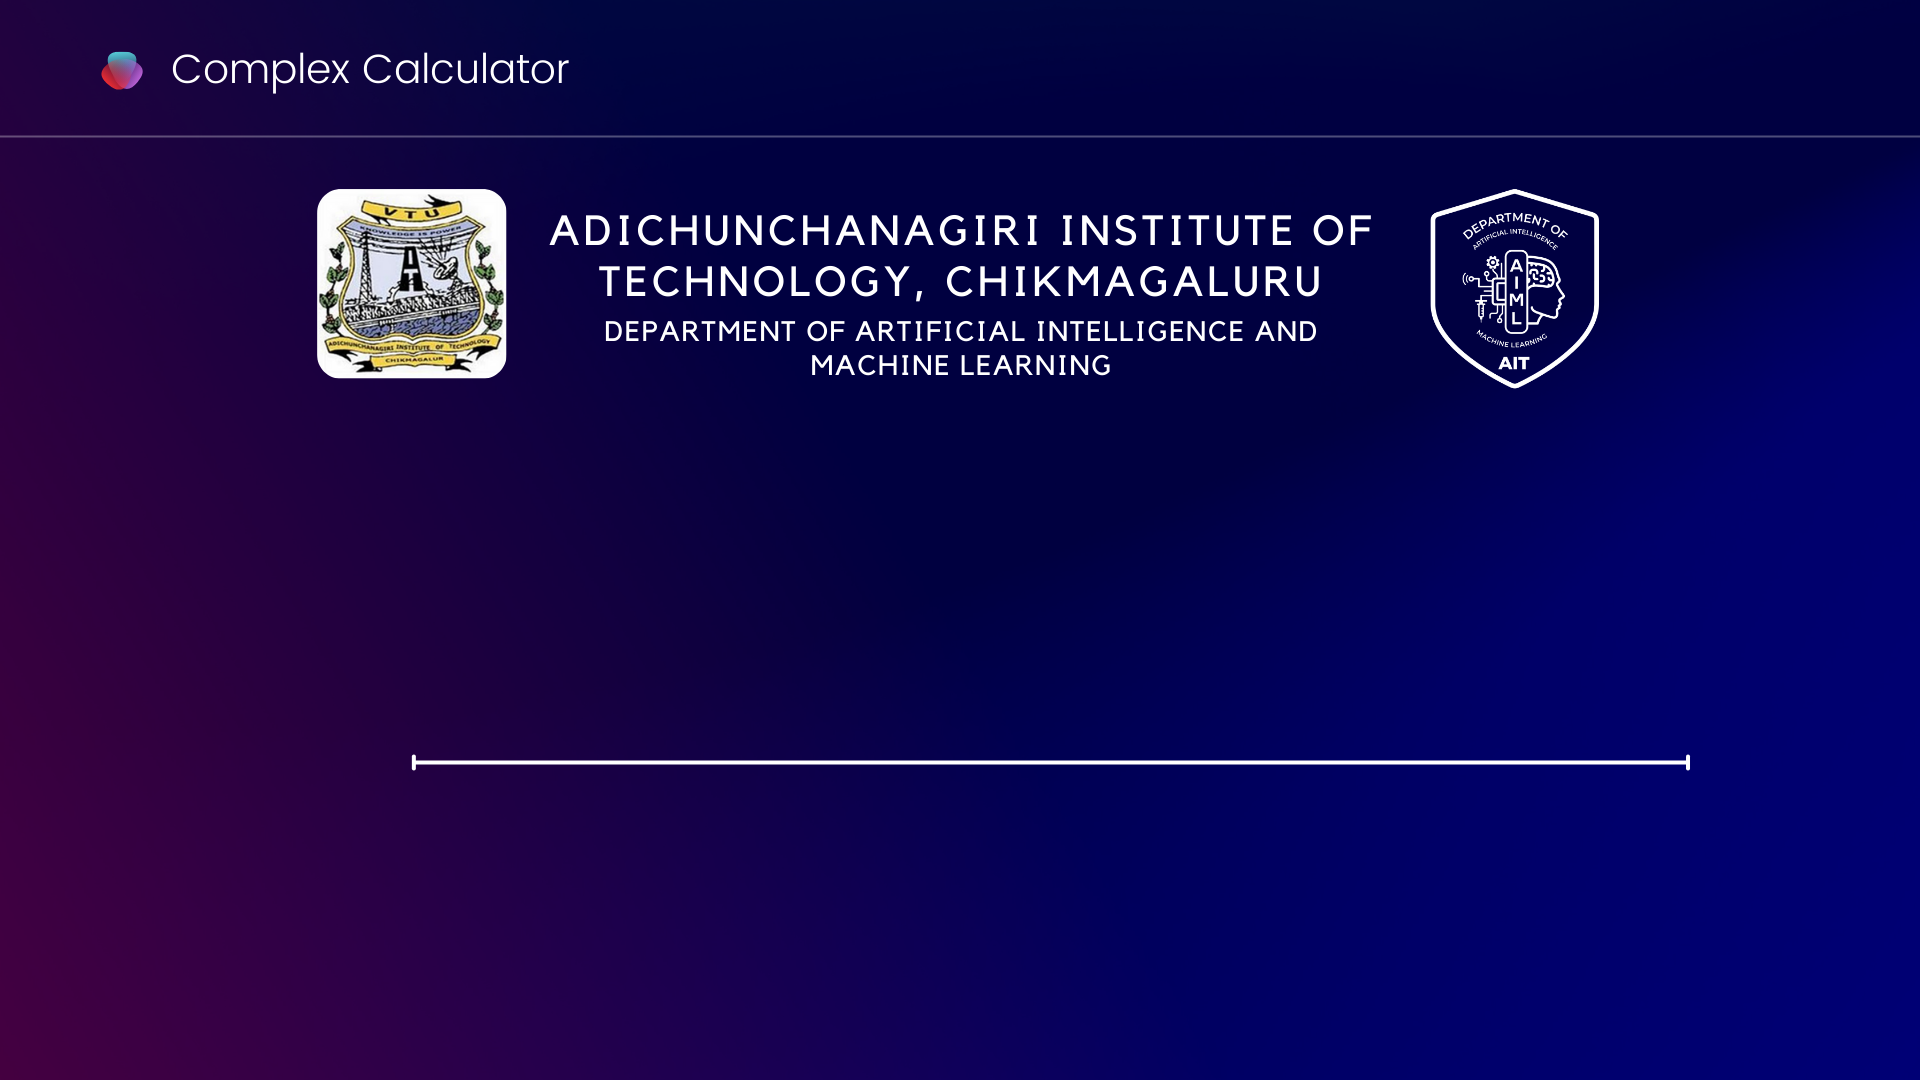 Complex Calculator
VTU
KNOWLEDGE IS POWER
AIT
ADICHUNCHANAGIRI INSTITUTE OF TECHNOLOGY
CHIKMAGALUR
ADICHUNCHANAGIRI INSTITUTE OF
TECHNOLOGY, CHIKMAGALURU
DEPARTMENT OF ARTIFICIAL INTELLIGENCE AND
MACHINE LEARNING
DEPARTMENT OF
ARTIFICIAL INTELLIGENCE
AIML
MACHINE LEARNING
AIT